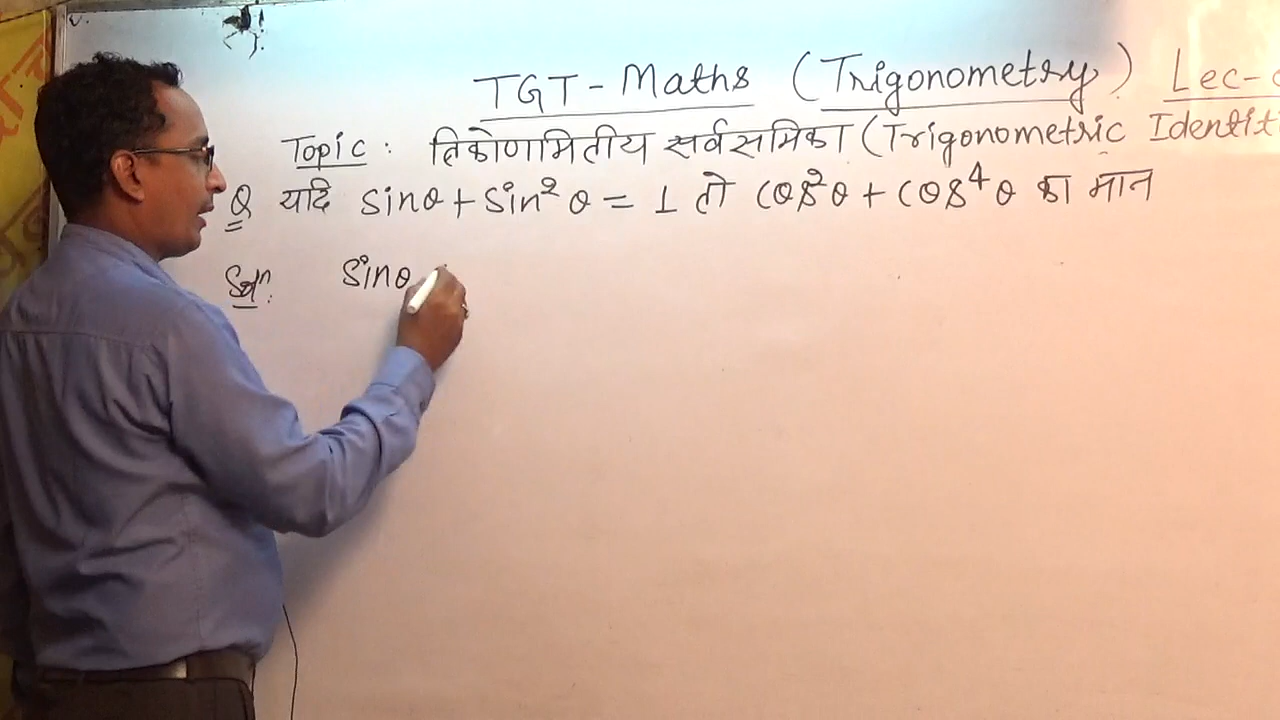 TGT - Maths (Trigonometry) Lec-
Topic : त्रिकोणमितीय सर्वसमिका (Trigonometric Identit
Q यदि sinθ + sin²θ = 1 तो cos²θ + cos⁴θ का मान
Solⁿ: sinθ